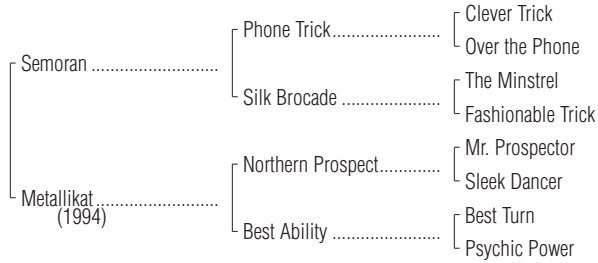 Clever Trick
Phone Trick....................
Over the Phone
Semoran .......................
The Minstrel
Silk Brocade ..................
Fashionable Trick
Mr. Prospector
Northern Prospect.............
Sleek Dancer
Metallikat.......................
(1994)
Best Turn
Best Ability ....................
Psychic Power